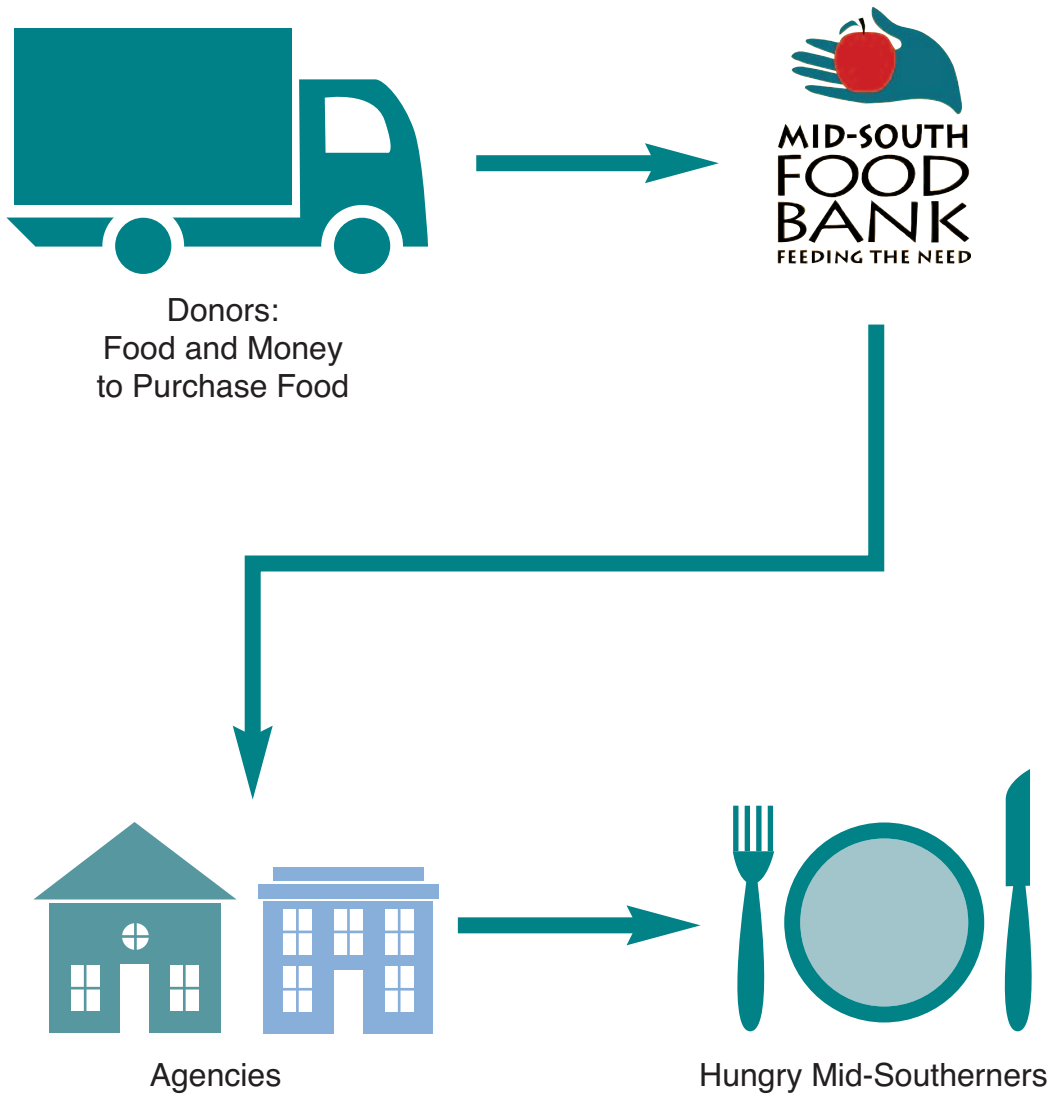 MID-SOUTH
FOOD
BANK
FEEDING THE NEED
Donors:
Food and Money
to Purchase Food
Agencies
Hungry Mid-Southerners